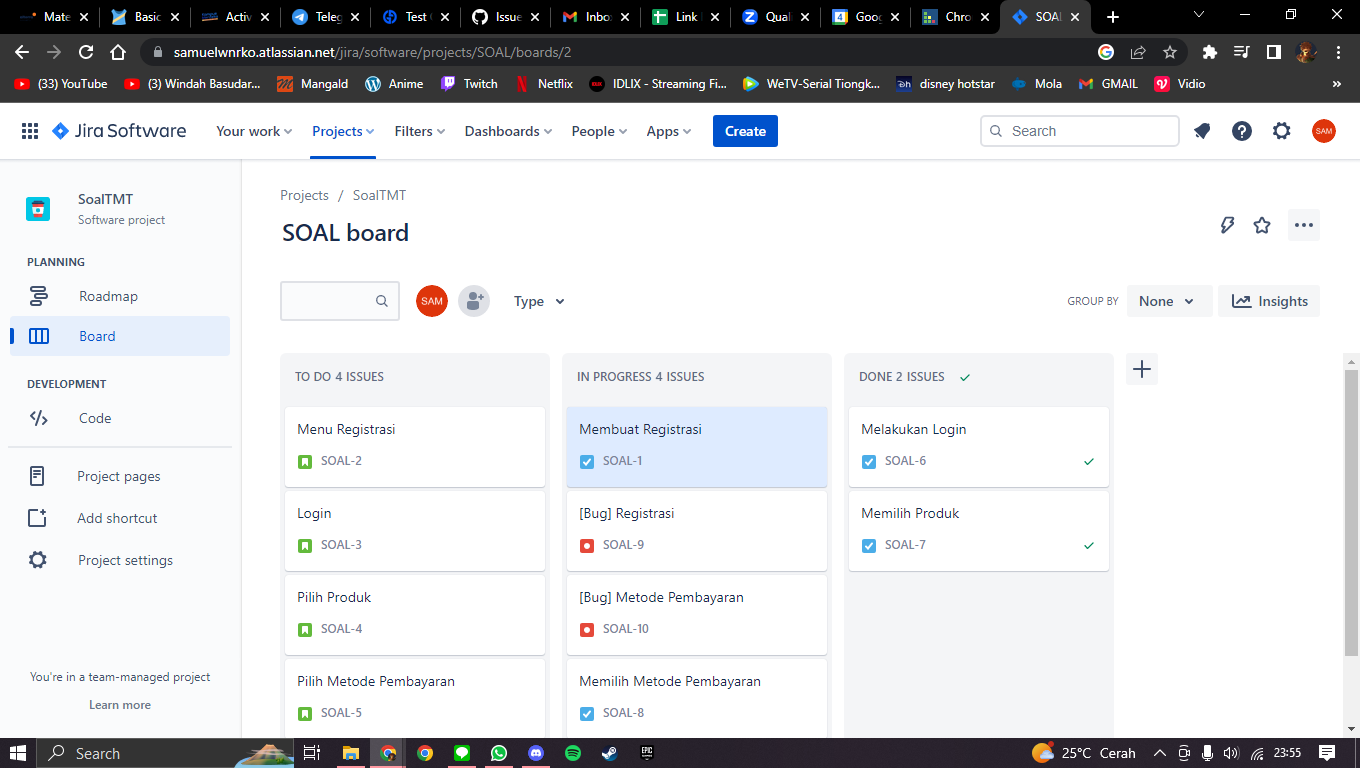 Mate
Basic
Activ
Teleg
Test
Issue
Inbo
Link
Quali
Goog
Chro
SOAL
samuelwnrko.atlassian.net/jira/software/projects/SOAL/boards/2
(33) YouTube
(3) Windah Basudar...
Mangald
Anime
Twitch
Netflix
IDLIX - Streaming Fi...
WeTV-Serial Tiongk...
disney hotstar
Mola
GMAIL
Vidio
»
Jira Software
Your work
Projects
Filters
Dashboards
People
Apps
Create
Search
SAM
SoalTMT
Software project
PLANNING
Roadmap
Board
DEVELOPMENT
Code
Project pages
Add shortcut
Project settings
You're in a team-managed project
Learn more
Projects / SoalTMT
SOAL board
SAM
Type
GROUP BY
None
Insights
TO DO 4 ISSUES
Menu Registrasi
SOAL-2
Login
SOAL-3
Pilih Produk
SOAL-4
Pilih Metode Pembayaran
SOAL-5
IN PROGRESS 4 ISSUES
Membuat Registrasi
SOAL-1
[Bug] Registrasi
SOAL-9
[Bug] Metode Pembayaran
SOAL-10
Memilih Metode Pembayaran
SOAL-8
DONE 2 ISSUES
Melakukan Login
SOAL-6
Memilih Produk
SOAL-7
Search
25°C Cerah
23:55